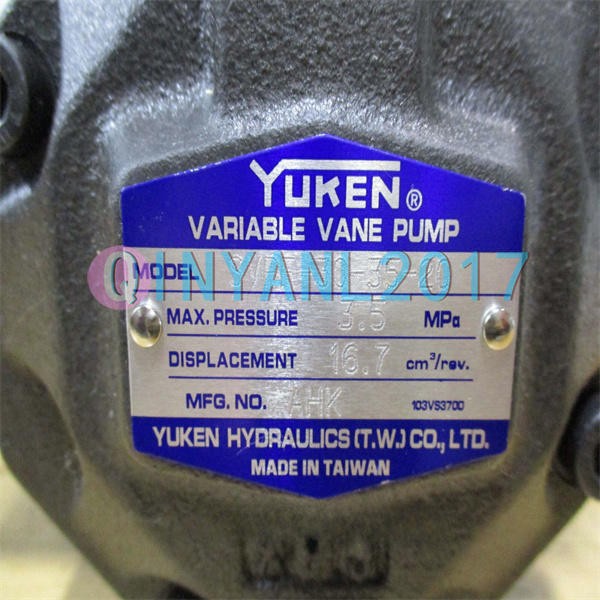 YUKEN®
VARIABLE VANE PUMP
MODEL
QINYANL2017
MAX. PRESSURE 3.5 MPa
DISPLACEMENT 16.7 cm³/rev.
MFG. NO. AHK 103VS3700
YUKEN HYDRAULICS (T.W.) CO., LTD.
MADE IN TAIWAN